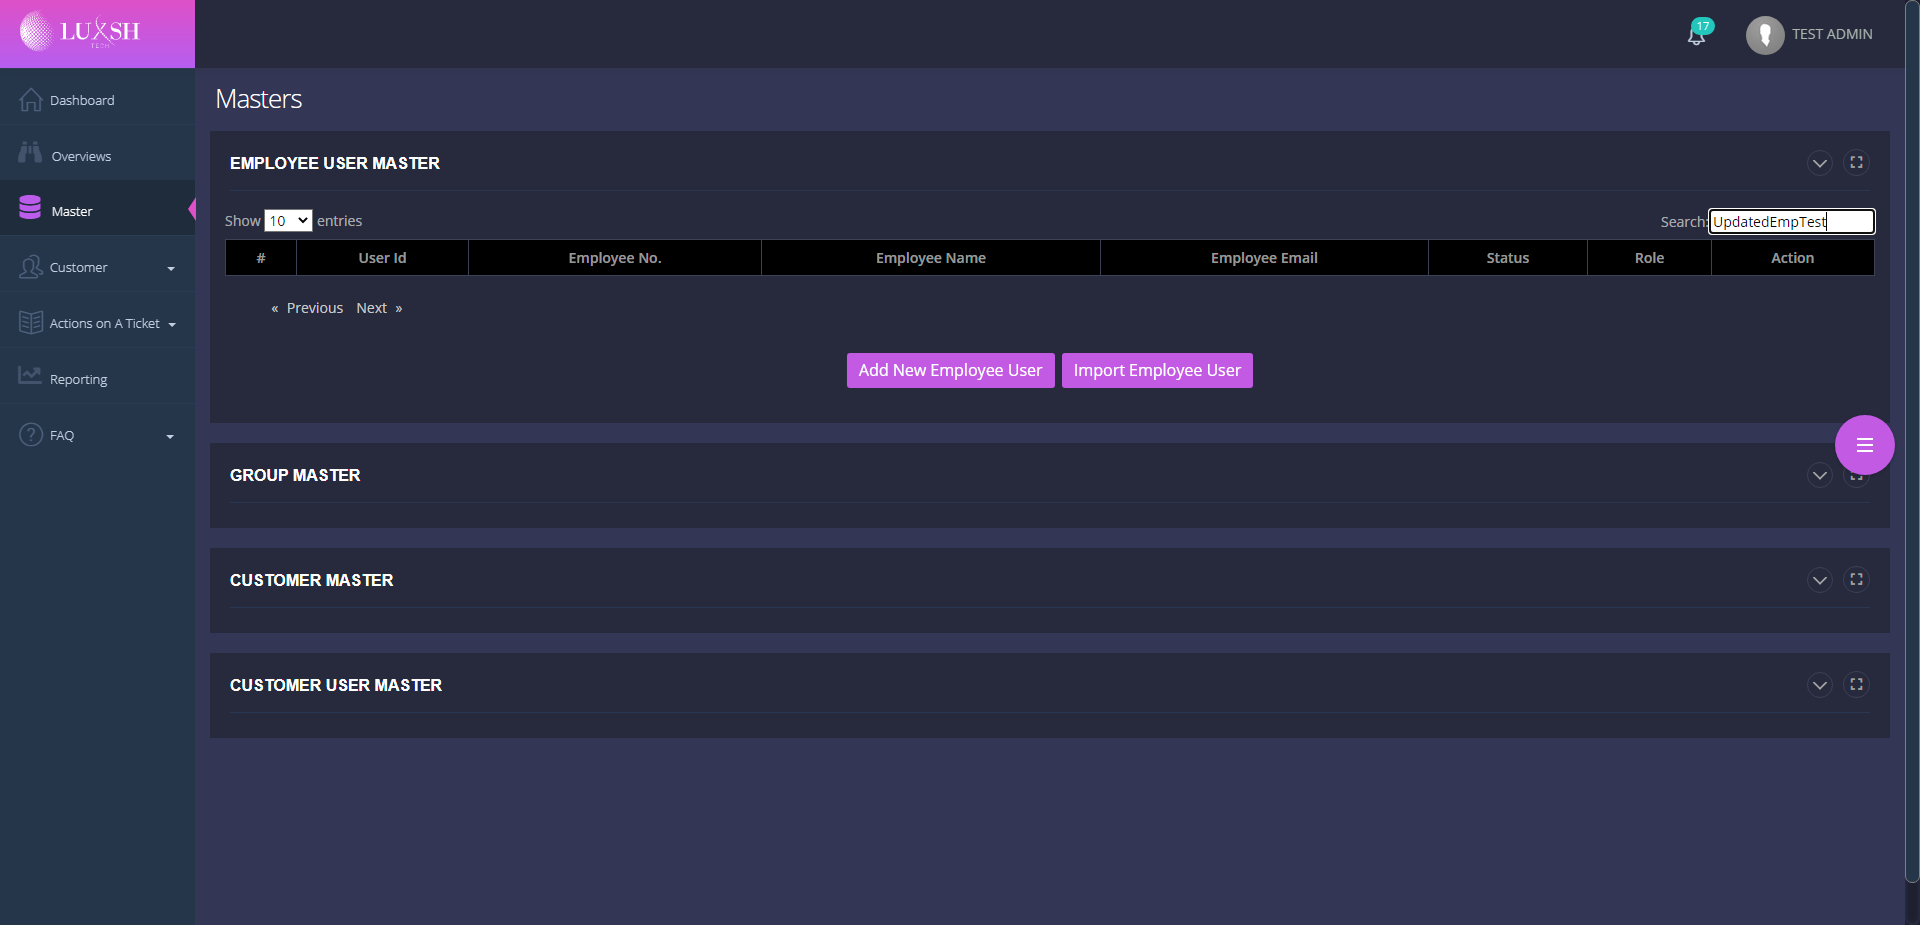 LUXSH
TECH
17
TEST ADMIN
Dashboard
Overviews
Master
Customer
Actions on A Ticket
Reporting
FAQ
Masters
EMPLOYEE USER MASTER
Show 10 entries
Search: UpdatedEmpTest
# User Id Employee No. Employee Name Employee Email Status Role Action
« Previous Next »
Add New Employee User Import Employee User
GROUP MASTER
CUSTOMER MASTER
CUSTOMER USER MASTER